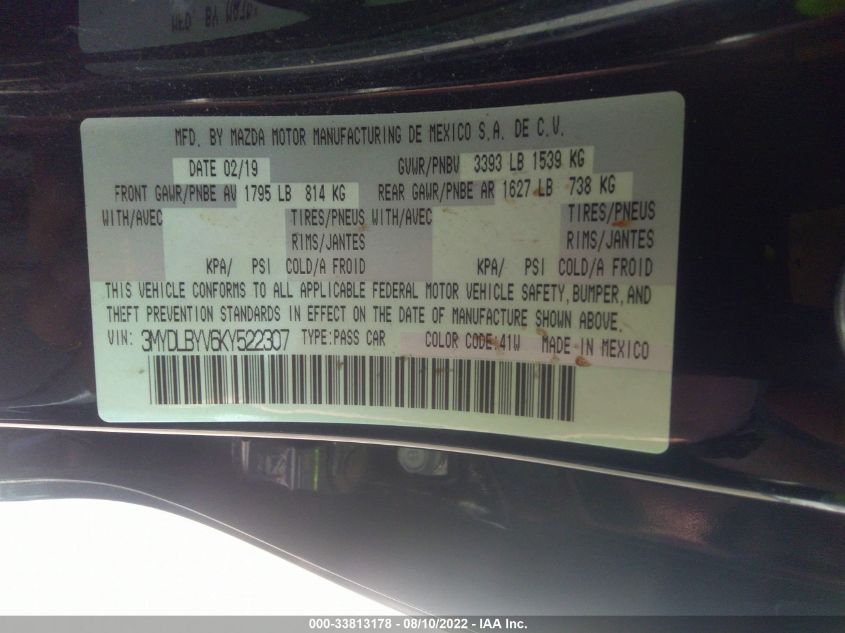 MFD. BY MAZDA MOTOR MANUFACTURING DE MEXICO S.A. DE C.V.
DATE 02/19 GVWR/PNBV 3393 LB 1539 KG
FRONT GAWR/PNBE AV 1795 LB 814 KG REAR GAWR/PNBE AR 1627 LB 738 KG
WITH/AVEC TIRES/PNEUS WITH/AVEC TIRES/PNEUS
RIMS/JANTES RIMS/JANTES
KPA/ PSI COLD/A FROID KPA/ PSI COLD/A FROID
THIS VEHICLE CONFORMS TO ALL APPLICABLE FEDERAL MOTOR VEHICLE SAFETY, BUMPER, AND
THEFT PREVENTION STANDARDS IN EFFECT ON THE DATE OF MANUFACTURE SHOWN ABOVE.
VIN: 3MYDLBYV6KY522307 TYPE:PASS CAR COLOR CODE:41W MADE IN MEXICO
000-33813178 - 08/10/2022 - IAA Inc.